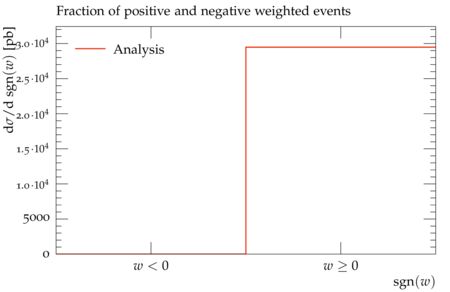 Fraction of positive and negative weighted events
dσ/d sgn(w) [pb]
Analysis
3.0·10⁴
2.5·10⁴
2.0·10⁴
1.5·10⁴
1.0·10⁴
5000
0
w < 0
w ≥ 0
sgn(w)